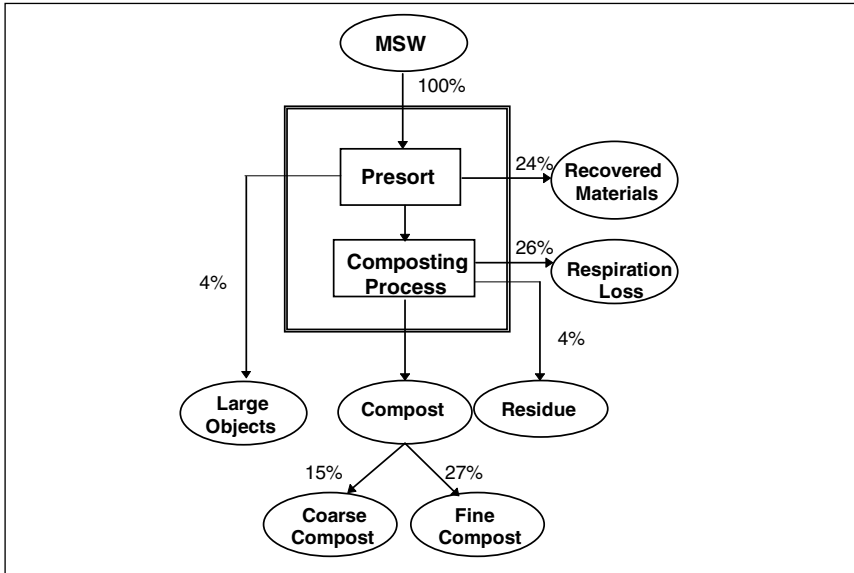 MSW
100%
Presort
24%
Recovered
Materials
Composting
Process
26%
Respiration
Loss
4%
4%
Large
Objects
Compost
Residue
15%
27%
Coarse
Compost
Fine
Compost